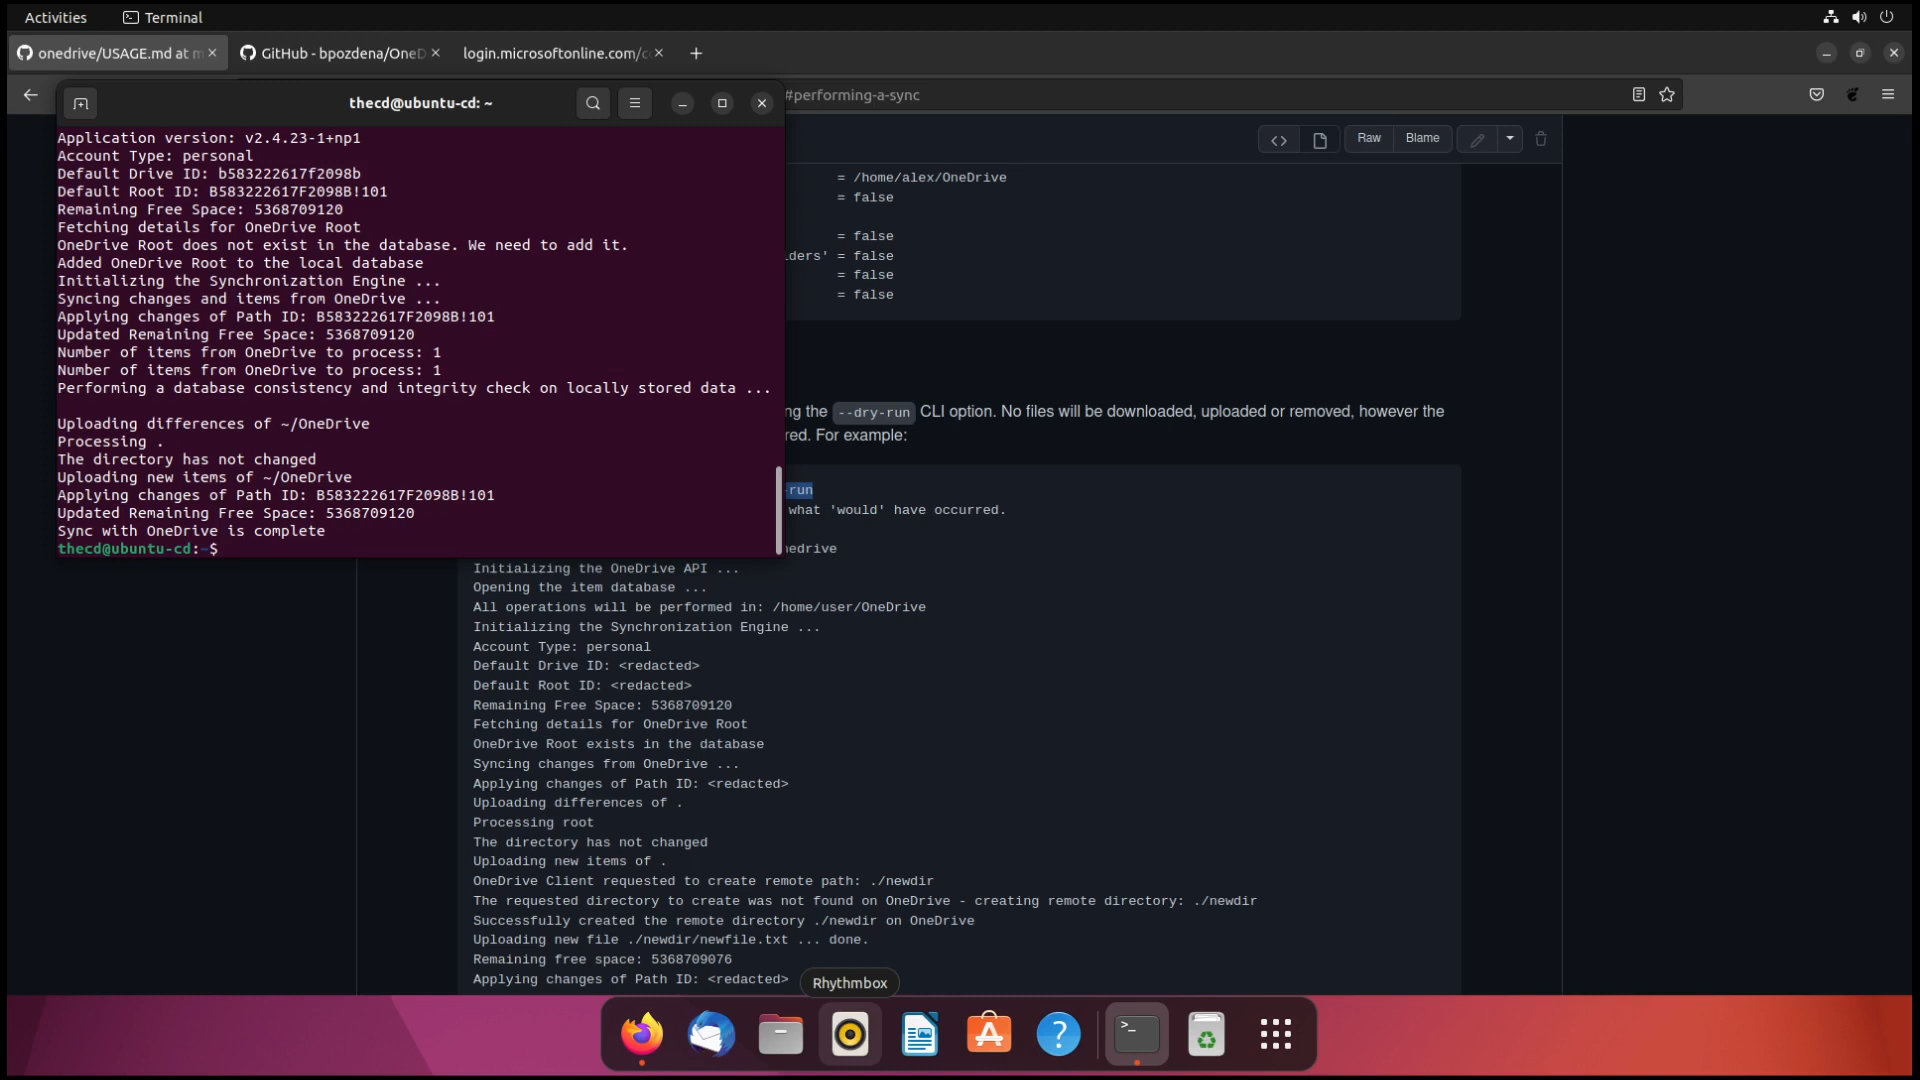 Activities
Terminal
onedrive/USAGE.md at m
GitHub - bpozdena/OneD
login.microsoftonline.com/c
thecd@ubuntu-cd: ~
#performing-a-sync
Raw
Blame
Application version: v2.4.23-1+np1
Account Type: personal
Default Drive ID: b583222617f2098b
Default Root ID: B583222617F2098B!101
Remaining Free Space: 5368709120
Fetching details for OneDrive Root
OneDrive Root does not exist in the database. We need to add it.
Added OneDrive Root to the local database
Initializing the Synchronization Engine ...
Syncing changes and items from OneDrive ...
Applying changes of Path ID: B583222617F2098B!101
Updated Remaining Free Space: 5368709120
Number of items from OneDrive to process: 1
Number of items from OneDrive to process: 1
Performing a database consistency and integrity check on locally stored data ...
Uploading differences of ~/OneDrive
Processing .
The directory has not changed
Uploading new items of ~/OneDrive
Applying changes of Path ID: B583222617F2098B!101
Updated Remaining Free Space: 5368709120
Sync with OneDrive is complete
thecd@ubuntu-cd:~$
= /home/alex/OneDrive
= false
= false
lders' = false
= false
= false
ng the --dry-run CLI option. No files will be downloaded, uploaded or removed, however the
red. For example:
-run
what 'would' have occurred.
nedrive
Initializing the OneDrive API ...
Opening the item database ...
All operations will be performed in: /home/user/OneDrive
Initializing the Synchronization Engine ...
Account Type: personal
Default Drive ID: <redacted>
Default Root ID: <redacted>
Remaining Free Space: 5368709120
Fetching details for OneDrive Root
OneDrive Root exists in the database
Syncing changes from OneDrive ...
Applying changes of Path ID: <redacted>
Uploading differences of .
Processing root
The directory has not changed
Uploading new items of .
OneDrive Client requested to create remote path: ./newdir
The requested directory to create was not found on OneDrive - creating remote directory: ./newdir
Successfully created the remote directory ./newdir on OneDrive
Uploading new file ./newdir/newfile.txt ... done.
Remaining free space: 5368709076
Applying changes of Path ID: <redacted>
Rhythmbox